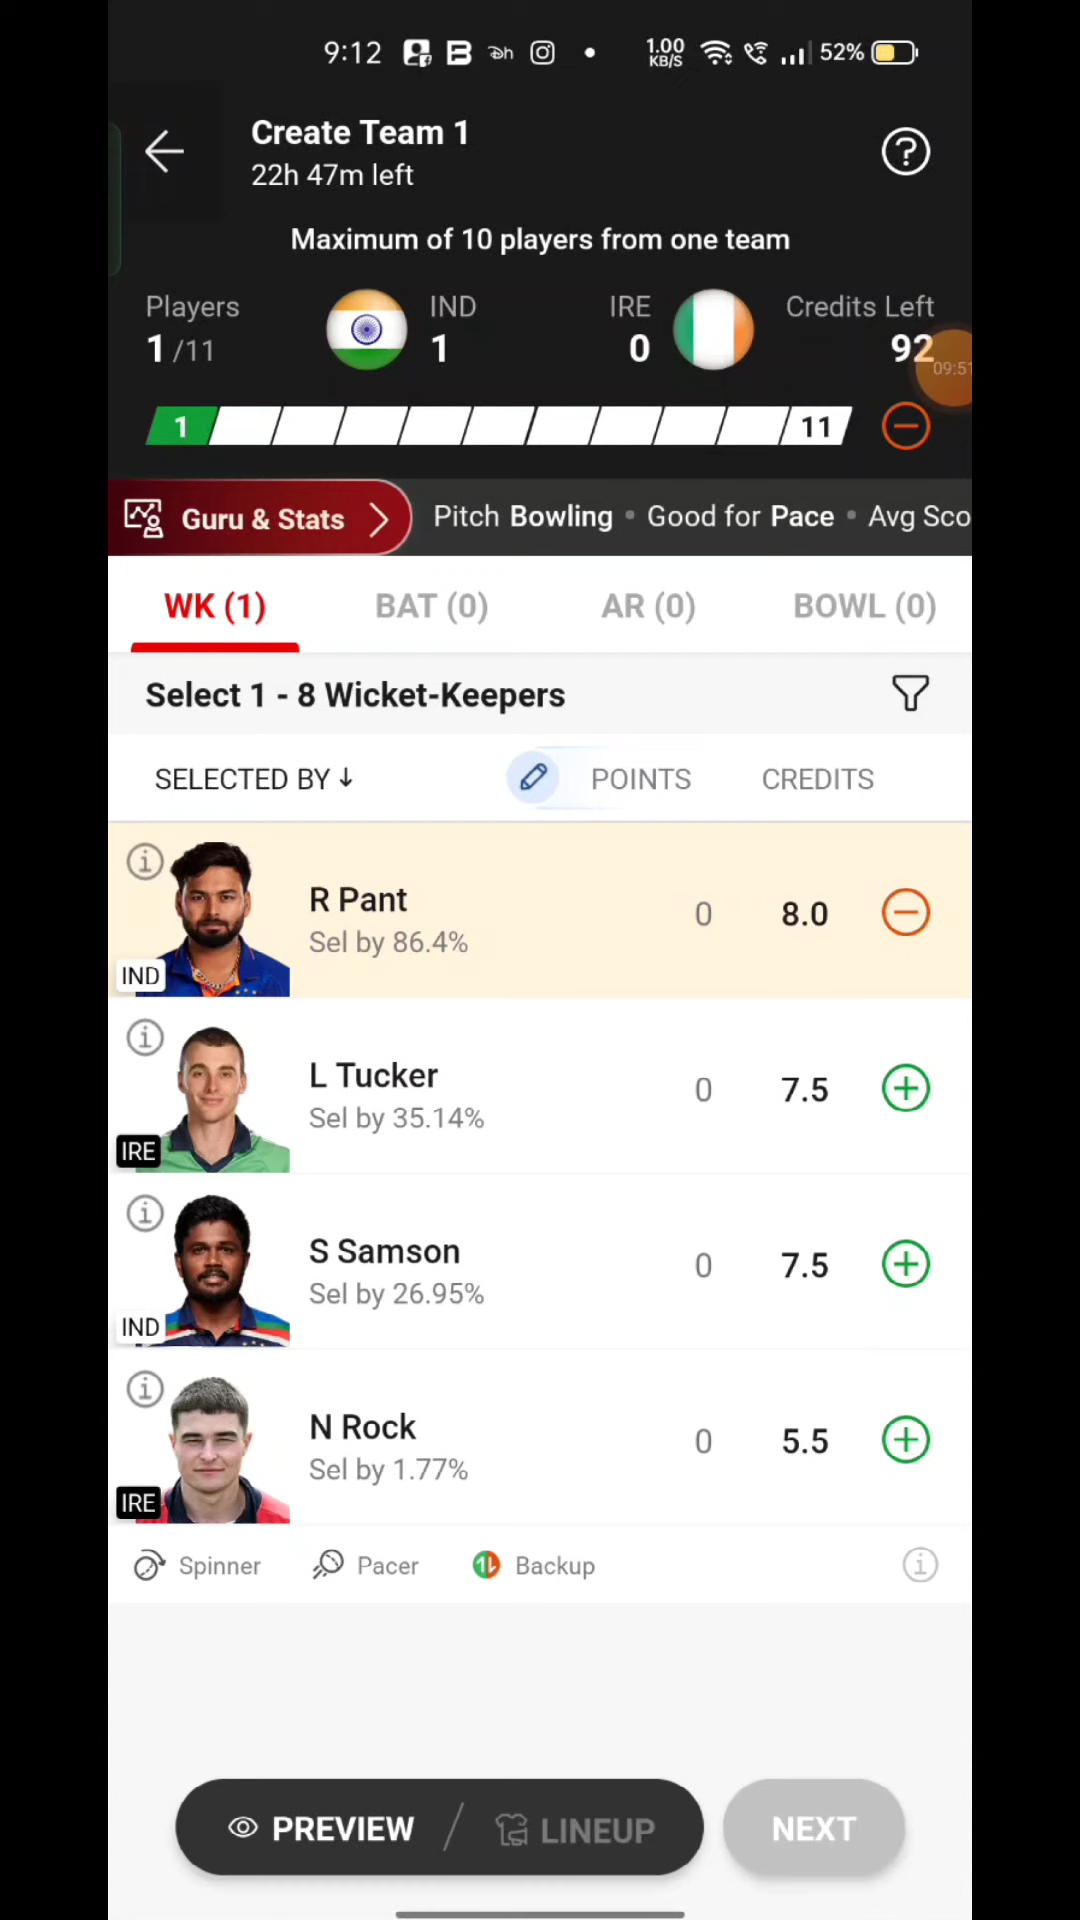 9:12 1.00 KB/S 52%
Create Team 1
22h 47m left
Maximum of 10 players from one team
Players IND IRE Credits Left
1/11 1 0 92
09:51
1 11
Guru & Stats Pitch Bowling • Good for Pace • Avg Sco
WK (1) BAT (0) AR (0) BOWL (0)
Select 1 - 8 Wicket-Keepers
SELECTED BY ↓ POINTS CREDITS
R Pant 0 8.0
Sel by 86.4%
IND
L Tucker 0 7.5
Sel by 35.14%
IRE
S Samson 0 7.5
Sel by 26.95%
IND
N Rock 0 5.5
Sel by 1.77%
IRE
Spinner Pacer Backup
PREVIEW / LINEUP NEXT